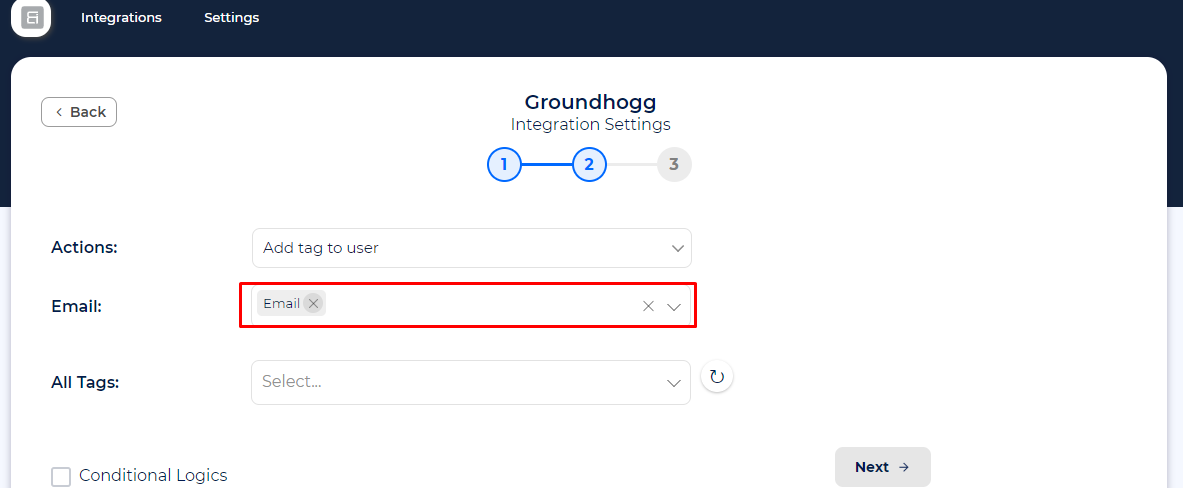 Integrations Settings
Back
Groundhogg
Integration Settings
1 2 3
Actions: Add tag to user
Email: Email
All Tags: Select...
Conditional Logics
Next